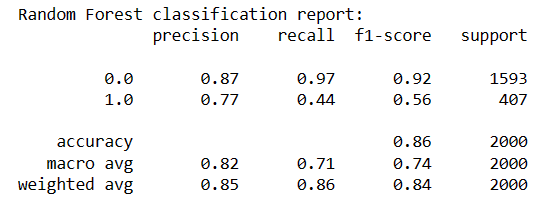 Random Forest classification report:
precision recall f1-score support
0.0 0.87 0.97 0.92 1593
1.0 0.77 0.44 0.56 407
accuracy 0.86 2000
macro avg 0.82 0.71 0.74 2000
weighted avg 0.85 0.86 0.84 2000